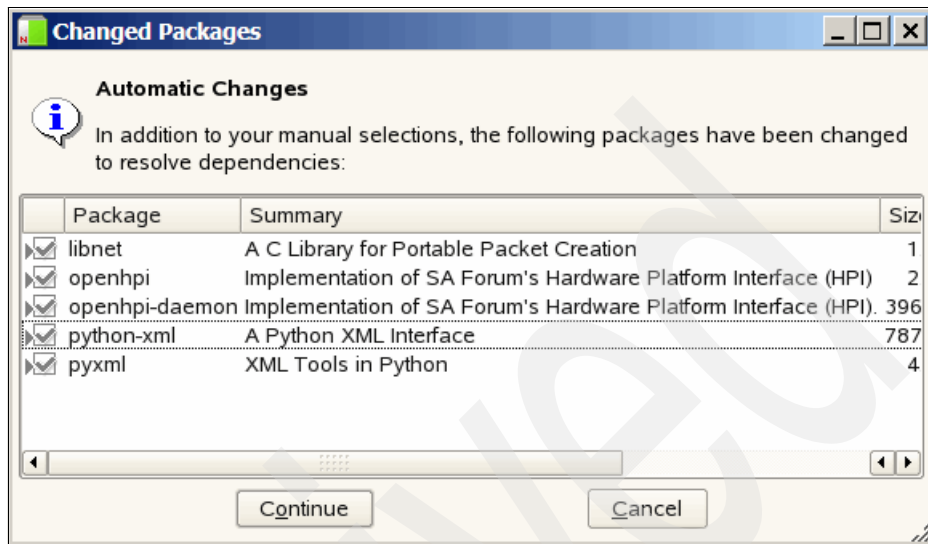 Changed Packages
Automatic Changes
In addition to your manual selections, the following packages have been changed
to resolve dependencies:
Package Summary
libnet A C Library for Portable Packet Creation 1
openhpi Implementation of SA Forum's Hardware Platform Interface (HPI) 2
openhpi-daemon Implementation of SA Forum's Hardware Platform Interface (HPI). 396
python-xml A Python XML Interface 787
pyxml XML Tools in Python 4
Continue Cancel